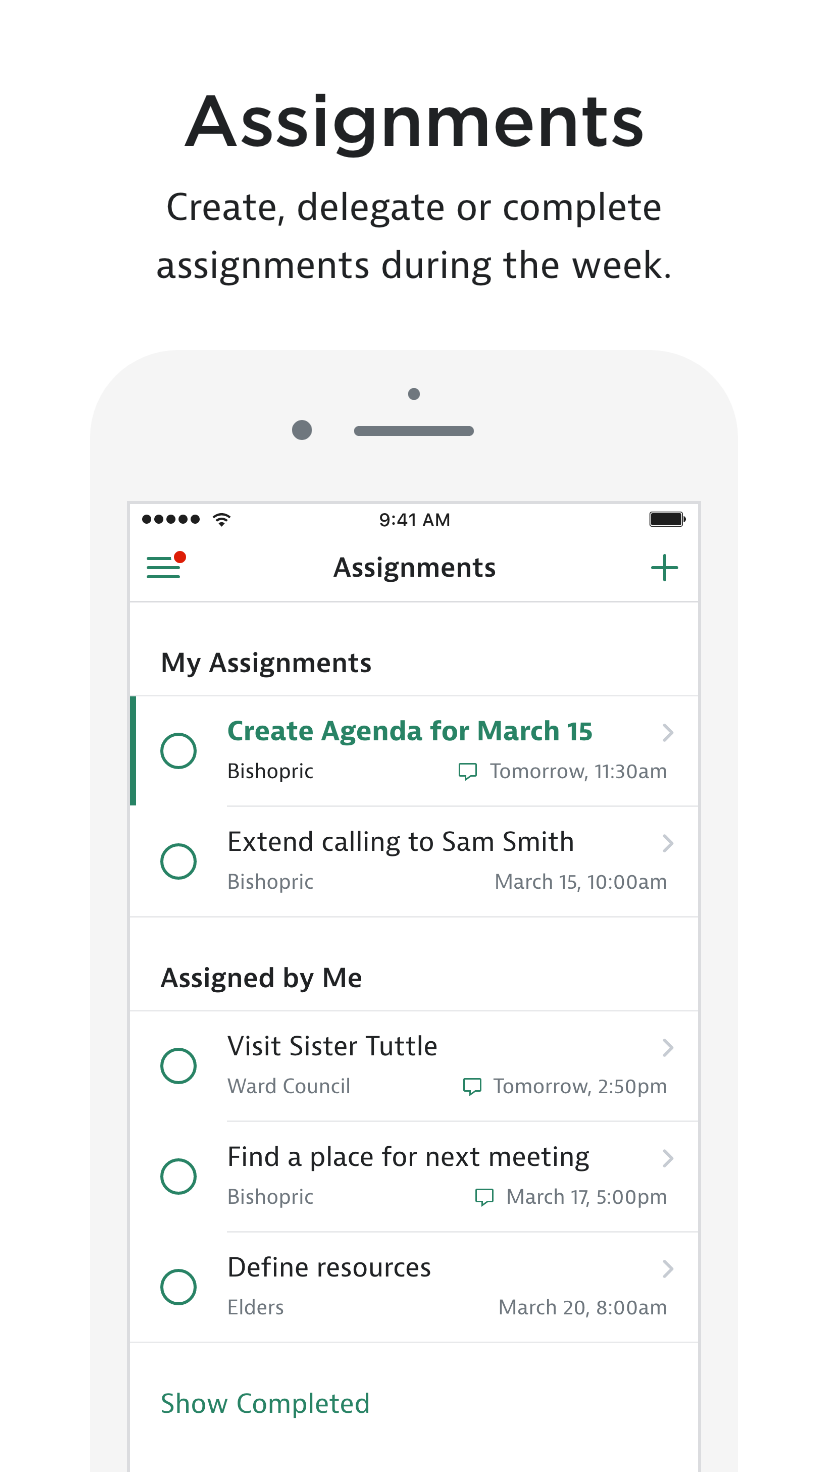 Assignments
Create, delegate or complete
assignments during the week.
9:41 AM
Assignments
My Assignments
Create Agenda for March 15
Bishopric Tomorrow, 11:30am
Extend calling to Sam Smith
Bishopric March 15, 10:00am
Assigned by Me
Visit Sister Tuttle
Ward Council Tomorrow, 2:50pm
Find a place for next meeting
Bishopric March 17, 5:00pm
Define resources
Elders March 20, 8:00am
Show Completed